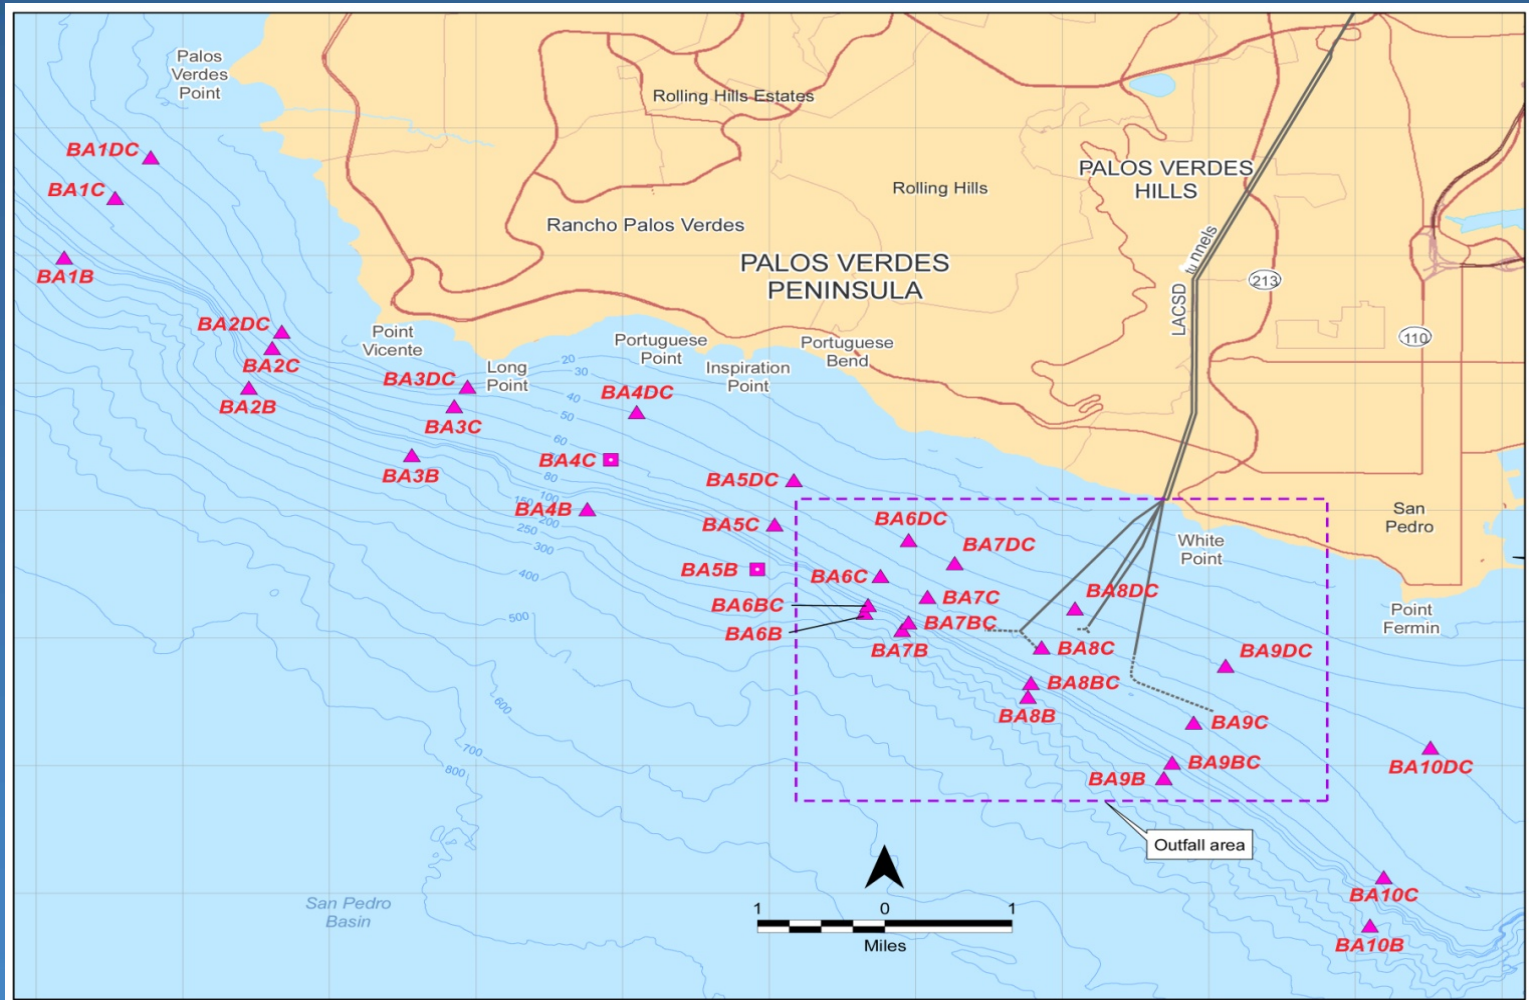 Palos
Verdes
Point
Rolling Hills Estates
BA1DC
PALOS VERDES
HILLS
BA1C
Rolling Hills
Rancho Palos Verdes
tunnels
PALOS VERDES
PENINSULA
BA1B
213
LACSD
BA2DC
Point
Vicente
110
Portuguese
Point
Portuguese
Bend
BA2C
20
30
Long
Point
Inspiration
Point
BA3DC
BA4DC
40
BA2B
50
BA3C
60
BA4C
80
BA3B
BA5DC
100
150
BA4B
200
San
Pedro
BA5C
BA6DC
250
300
BA7DC
White
Point
BA5B
400
BA6C
BA8DC
BA7C
BA6BC
500
Point
Fermin
BA7BC
BA6B
BA7B
BA8C
BA9DC
BA8BC
600
BA8B
BA9C
700
BA9BC
800
BA9B
BA10DC
Outfall area
BA10C
San Pedro
Basin
1 0 1
Miles
BA10B